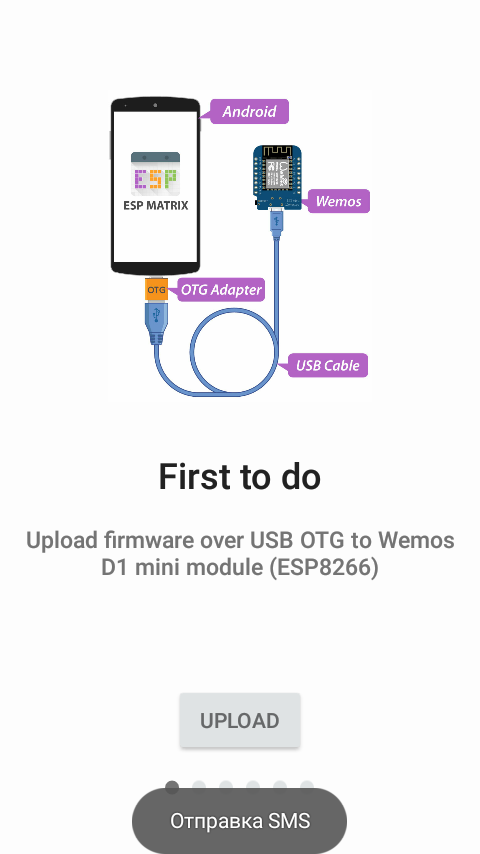 Android
ESP
ESP MATRIX
Wemos
OTG
OTG Adapter
USB Cable
First to do
Upload firmware over USB OTG to Wemos
D1 mini module (ESP8266)
UPLOAD
Отправка SMS